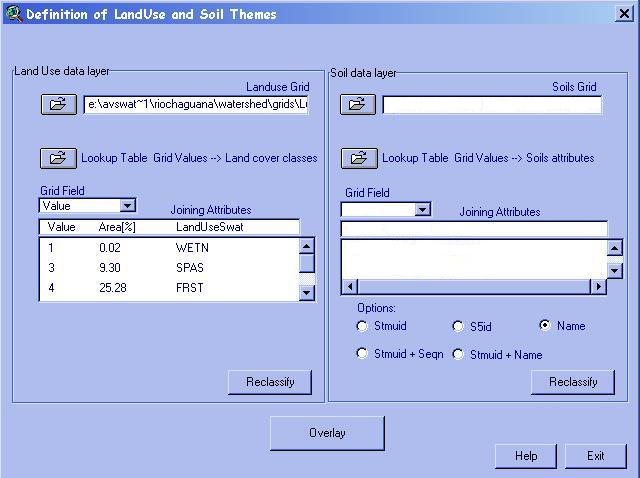 Definition of LandUse and Soil Themes
Land Use data layer
Landuse Grid
e:\avswat~1\riochaguana\watershed\grids\Lu
Lookup Table Grid Values --> Land cover classes
Grid Field
Value
Joining Attributes
Value Area[%] LandUseSwat
1 0.02 WETN
3 9.30 SPAS
4 25.28 FRST
Reclassify
Soil data layer
Soils Grid
Lookup Table Grid Values --> Soils attributes
Grid Field
Joining Attributes
Options:
Stmuid S5id Name
Stmuid + Seqn Stmuid + Name
Reclassify
Overlay
Help Exit